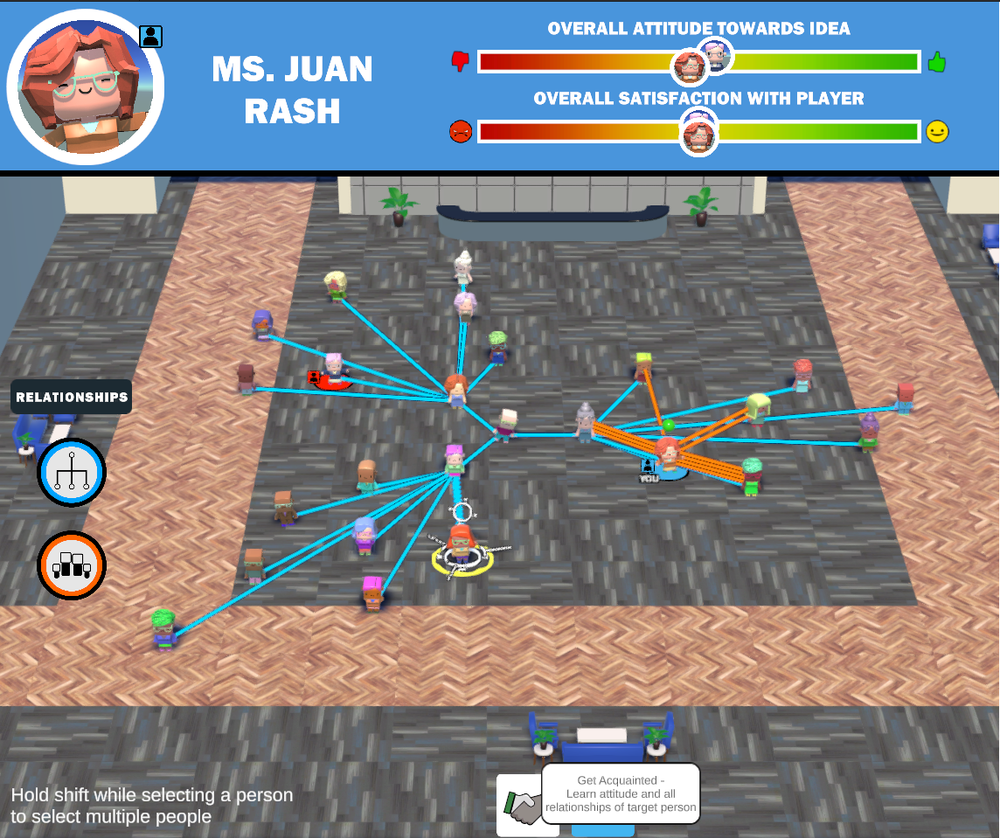 MS. JUAN
RASH
OVERALL ATTITUDE TOWARDS IDEA
OVERALL SATISFACTION WITH PLAYER
RELATIONSHIPS
YOU
Get Acquainted -
Learn attitude and all
relationships of target person
Hold shift while selecting a person
to select multiple people